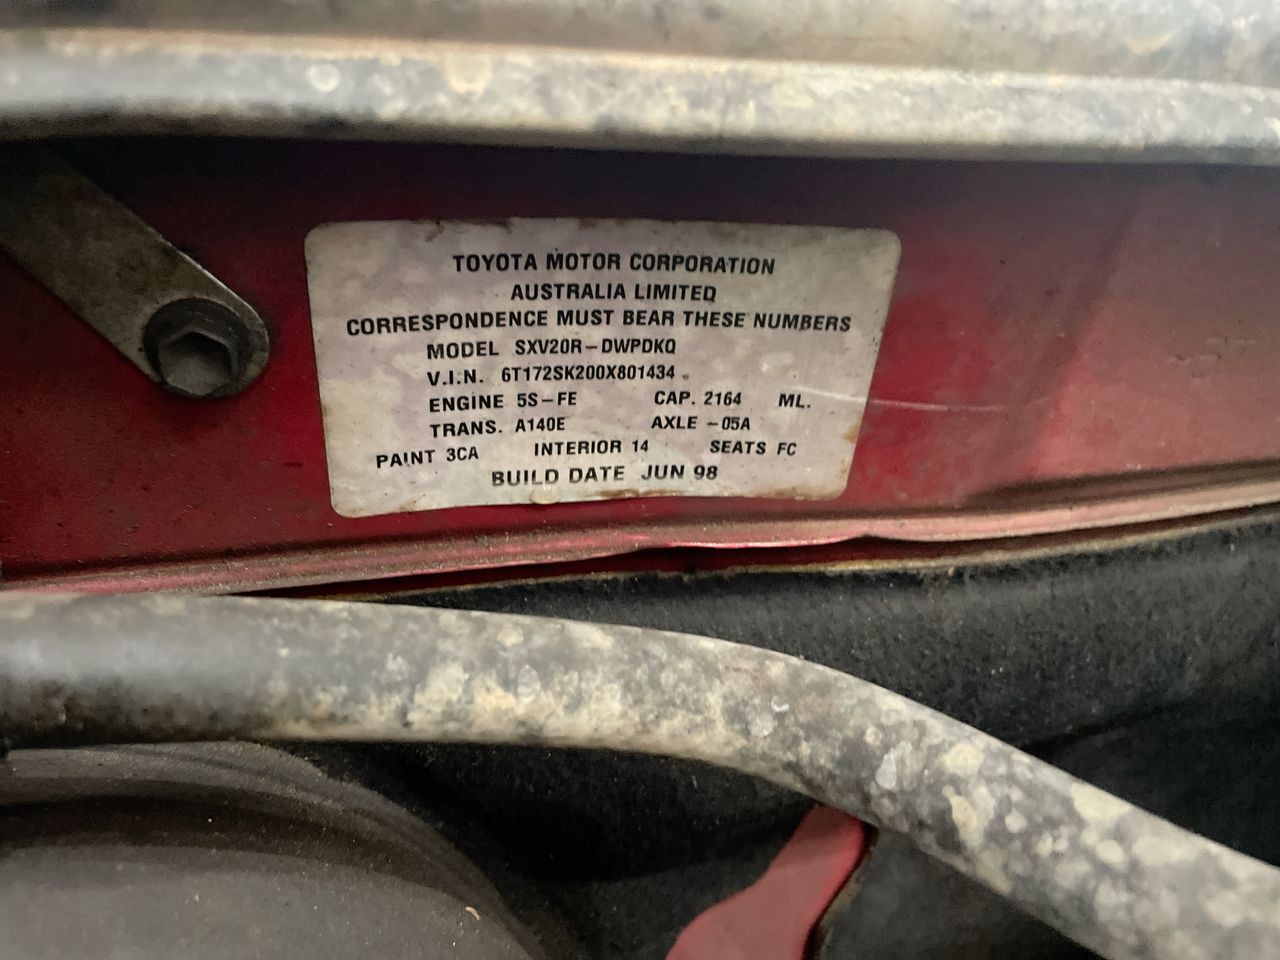 TOYOTA MOTOR CORPORATION
AUSTRALIA LIMITED
CORRESPONDENCE MUST BEAR THESE NUMBERS
MODEL SXV20R-DWPDKQ
V.I.N. 6T172SK200X801434
ENGINE 5S-FE CAP. 2164 ML.
TRANS. A140E AXLE -05A
PAINT 3CA INTERIOR 14 SEATS FC
BUILD DATE JUN 98